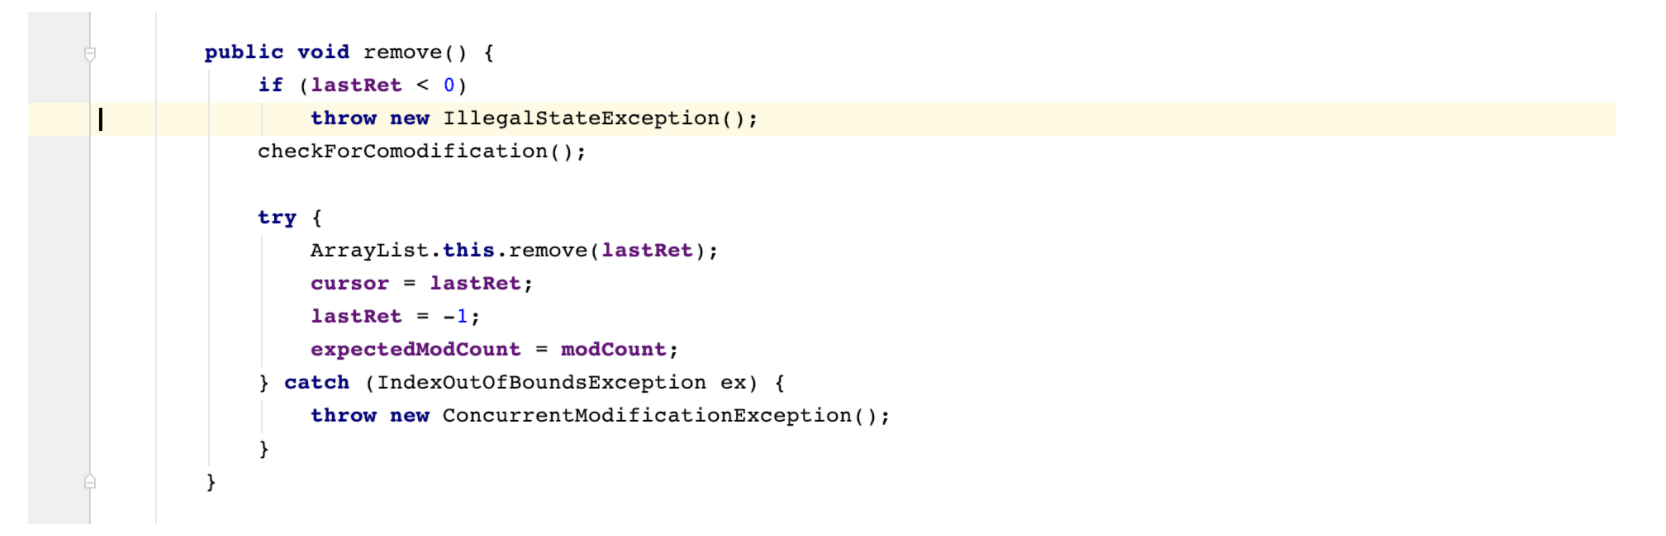 public void remove() {
if (lastRet < 0)
throw new IllegalStateException();
checkForComodification();
try {
ArrayList.this.remove(lastRet);
cursor = lastRet;
lastRet = -1;
expectedModCount = modCount;
} catch (IndexOutOfBoundsException ex) {
throw new ConcurrentModificationException();
}
}